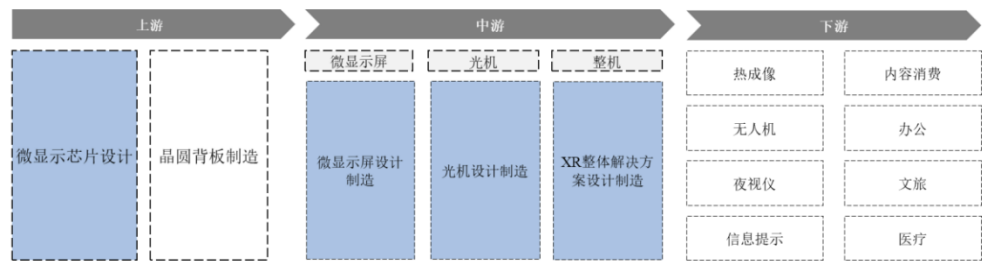 上游
中游
下游
微显示芯片设计
晶圆背板制造
微显示屏
光机
整机
微显示屏设计
制造
光机设计制造
XR整体解决方
案设计制造
热成像
内容消费
无人机
办公
夜视仪
文旅
信息提示
医疗